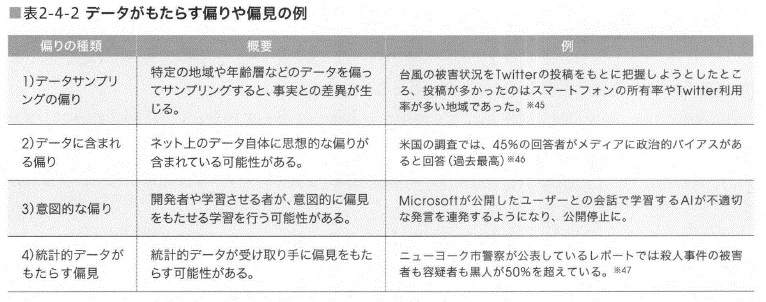 ■表2-4-2 データがもたらす偏りや偏見の例
偏りの種類 概要 例
1)データサンプリ
ングの偏り
特定の地域や年齢層などのデータを偏っ
てサンプリングすると、事実との差異が生
じる。
台風の被害状況をTwitterの投稿をもとに把握しようとしたとこ
ろ、投稿が多かったのはスマートフォンの所有率やTwitter利用
率が多い地域であった。※45
2)データに含まれ
る偏り
ネット上のデータ自体に思想的な偏りが
含まれている可能性がある。
米国の調査では、45%の回答者がメディアに政治的バイアスがあ
ると回答(過去最高)※46
3)意図的な偏り
開発者や学習させる者が、意図的に偏見
をもたせる学習を行う可能性がある。
Microsoftが公開したユーザーとの会話で学習するAIが不適切
な発言を連発するようになり、公開停止に。
4)統計的データが
もたらす偏見
統計的データが受け取り手に偏見をもた
らす可能性がある。
ニューヨーク市警察が公表しているレポートでは殺人事件の被害
者も容疑者も黒人が50%を超えている。※47